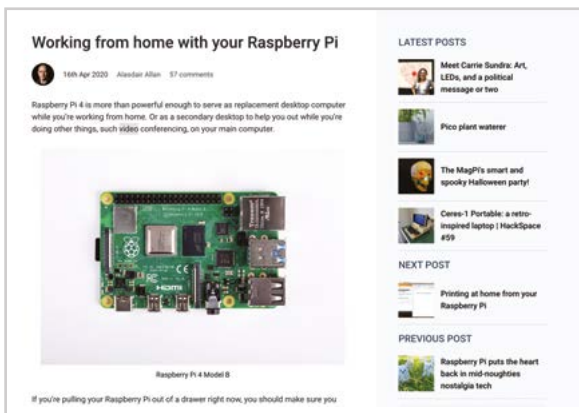 Working from home with your Raspberry Pi
16th Apr 2020 Alasdair Allan 57 comments
Raspberry Pi 4 is more than powerful enough to serve as replacement desktop computer
while you're working from home. Or as a secondary desktop to help you out while you're
doing other things, such video conferencing, on your main computer.
HDMI
Raspberry Pi 4 Model B
If you're pulling your Raspberry Pi out of a drawer right now, you should make sure you
LATEST POSTS
Meet Carrie Sundra: Art,
LEDs, and a political
message or two
Pico plant waterer
The MagPi's smart and
spooky Halloween party!
Ceres-1 Portable: a retro-
inspired laptop | HackSpace
#59
NEXT POST
Printing at home from your
Raspberry Pi
PREVIOUS POST
Raspberry Pi puts the heart
back in mid-noughties
nostalgia tech